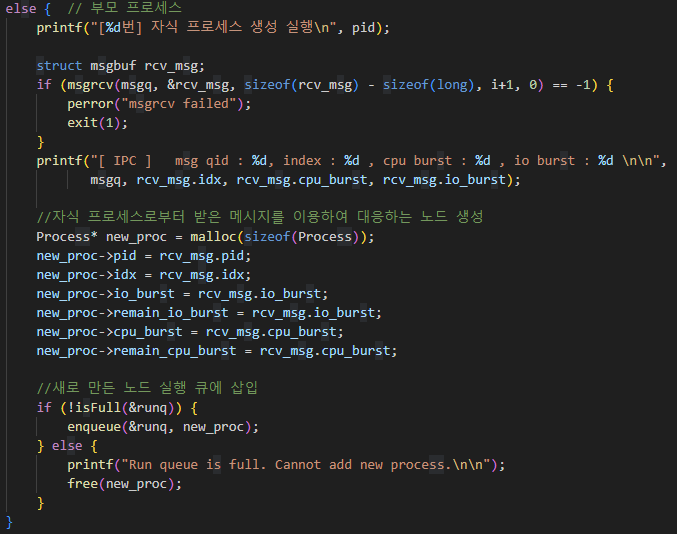 else {  // 부모 프로세스
    printf("[%d번] 자식 프로세스 생성 실행\n", pid);

    struct msgbuf rcv_msg;
    if (msgrcv(msgq, &rcv_msg, sizeof(rcv_msg) - sizeof(long), i+1, 0) == -1) {
        perror("msgrcv failed");
        exit(1);
    }
    printf("[ IPC ]   msg qid : %d, index : %d , cpu burst : %d , io burst : %d \n\n",
           msgq, rcv_msg.idx, rcv_msg.cpu_burst, rcv_msg.io_burst);

    //자식 프로세스로부터 받은 메시지를 이용하여 대응하는 노드 생성
    Process* new_proc = malloc(sizeof(Process));
    new_proc->pid = rcv_msg.pid;
    new_proc->idx = rcv_msg.idx;
    new_proc->io_burst = rcv_msg.io_burst;
    new_proc->remain_io_burst = rcv_msg.io_burst;
    new_proc->cpu_burst = rcv_msg.cpu_burst;
    new_proc->remain_cpu_burst = rcv_msg.cpu_burst;

    //새로 만든 노드 실행 큐에 삽입
    if (!isFull(&runq)) {
        enqueue(&runq, new_proc);
    } else {
        printf("Run queue is full. Cannot add new process.\n\n");
        free(new_proc);
    }
}